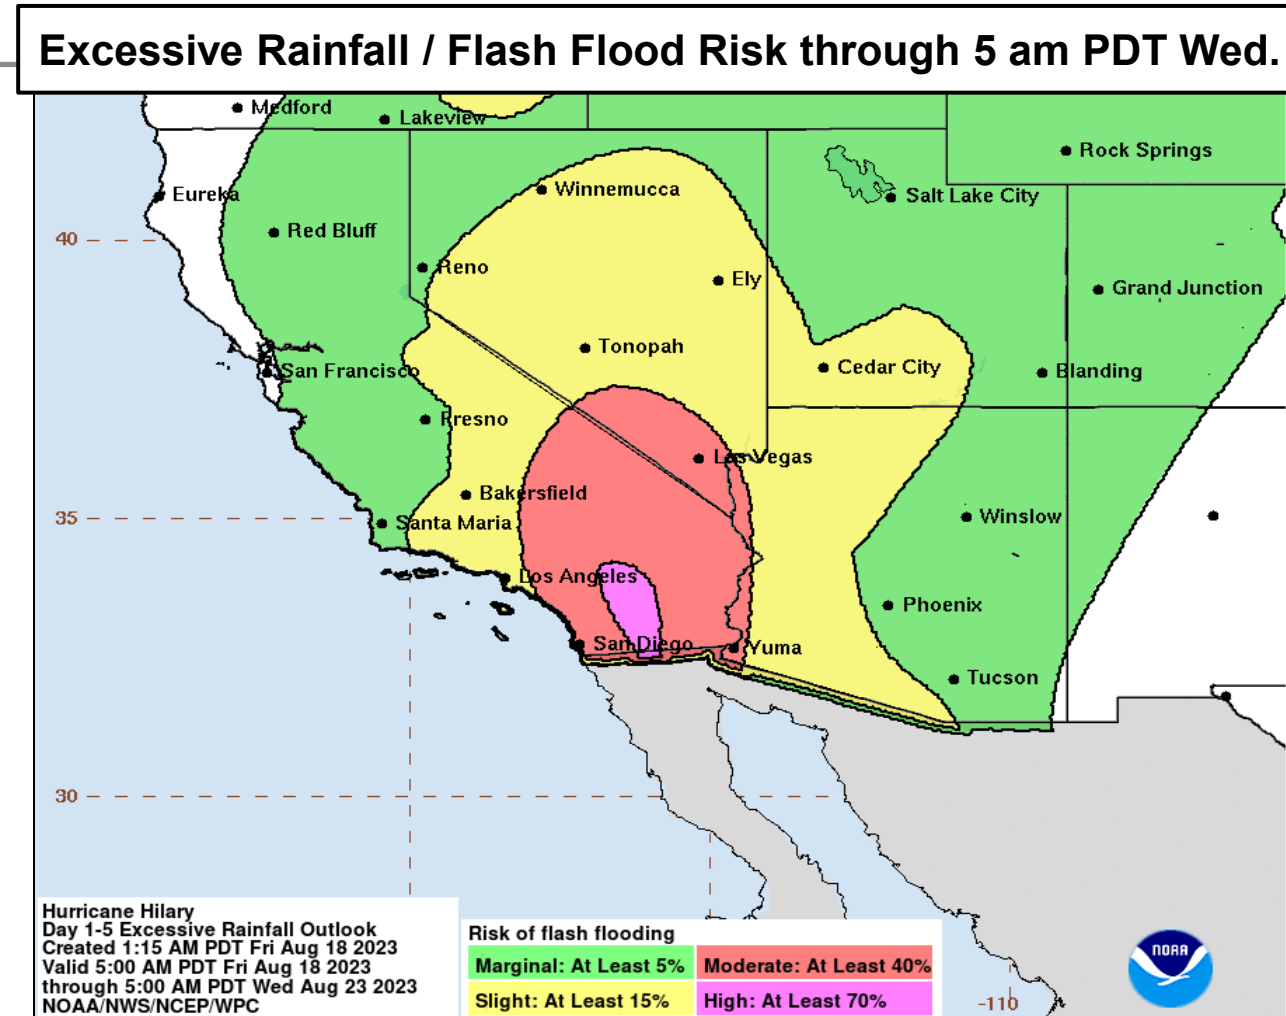 Excessive Rainfall / Flash Flood Risk through 5 am PDT Wed.
Medford
Lakeview
Rock Springs
Eureka
Winnemucca
Salt Lake City
Red Bluff
40
Reno
Ely
Grand Junction
Tonopah
San Francisco
Cedar City
Blanding
Fresno
Las Vegas
Bakersfield
35
Santa Maria
Winslow
Los Angeles
Phoenix
San Diego
Yuma
Tucson
30
Hurricane Hilary
Day 1-5 Excessive Rainfall Outlook
Created 1:15 AM PDT Fri Aug 18 2023
Valid 5:00 AM PDT Fri Aug 18 2023
through 5:00 AM PDT Wed Aug 23 2023
NOAA/NWS/NCEP/WPC
Risk of flash flooding
Marginal: At Least 5%
Moderate: At Least 40%
Slight: At Least 15%
High: At Least 70%
-110
NOAA